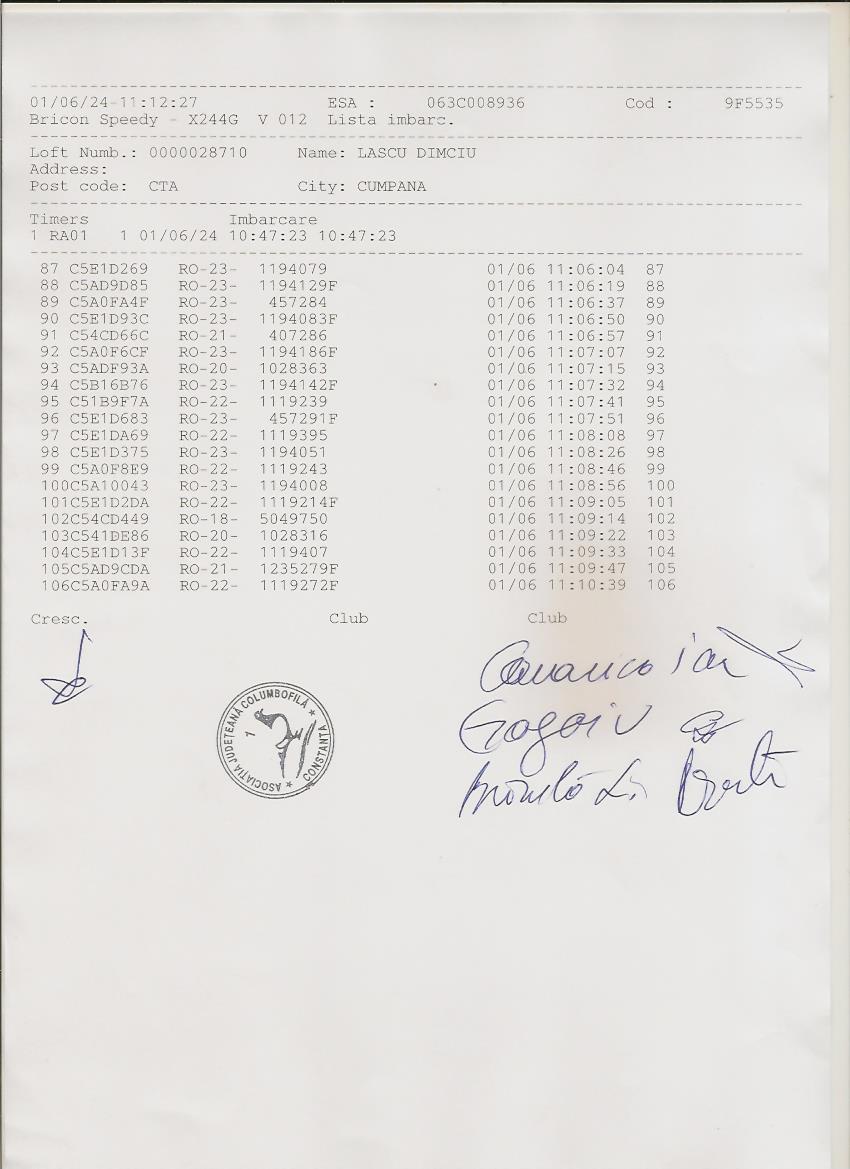 01/06/24-11:12:27 ESA : 063C008936 Cod : 9F5535
Bricon Speedy - X244G V 012 Lista imbarc.
Loft Numb.: 0000028710 Name: LASCU DIMCIU
Address:
Post code: CTA City: CUMPANA
Timers Imbarcare
1 RA01 1 01/06/24 10:47:23 10:47:23
87 C5E1D269 RO-23- 1194079 01/06 11:06:04 87
88 C5AD9D85 RO-23- 1194129F 01/06 11:06:19 88
89 C5A0FA4F RO-23- 457284 01/06 11:06:37 89
90 C5E1D93C RO-23- 1194083F 01/06 11:06:50 90
91 C54CD66C RO-21- 407286 01/06 11:06:57 91
92 C5A0F6CF RO-23- 1194186F 01/06 11:07:07 92
93 C5ADF93A RO-20- 1028363 01/06 11:07:15 93
94 C5B16B76 RO-23- 1194142F 01/06 11:07:32 94
95 C51B9F7A RO-22- 1119239 01/06 11:07:41 95
96 C5E1D683 RO-23- 457291F 01/06 11:07:51 96
97 C5E1DA69 RO-22- 1119395 01/06 11:08:08 97
98 C5E1D375 RO-23- 1194051 01/06 11:08:26 98
99 C5A0F8E9 RO-22- 1119243 01/06 11:08:46 99
100C5A10043 RO-23- 1194008 01/06 11:08:56 100
101C5E1D2DA RO-22- 1119214F 01/06 11:09:05 101
102C54CD449 RO-18- 5049750 01/06 11:09:14 102
103C541DE86 RO-20- 1028316 01/06 11:09:22 103
104C5E1D13F RO-22- 1119407 01/06 11:09:33 104
105C5AD9CDA RO-21- 1235279F 01/06 11:09:47 105
106C5A0FA9A RO-22- 1119272F 01/06 11:10:39 106
Cresc. Club Club
ASOCIAȚIA JUDEȚEANĂ COLUMBOFILĂ * CONSTANȚA *
1